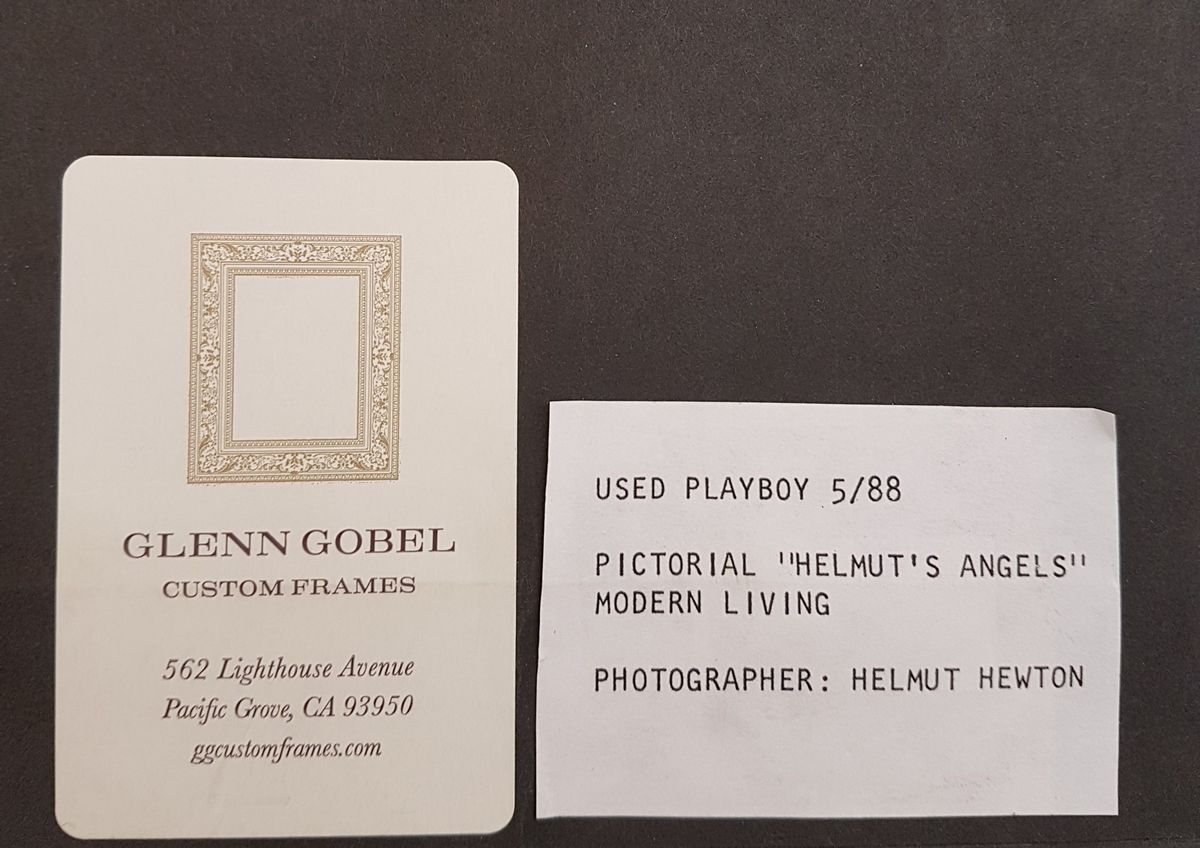 GLENN GOBEL
CUSTOM FRAMES
562 Lighthouse Avenue
Pacific Grove, CA 93950
ggcustomframes.com
USED PLAYBOY 5/88
PICTORIAL "HELMUT'S ANGELS"
MODERN LIVING
PHOTOGRAPHER: HELMUT HEWTON